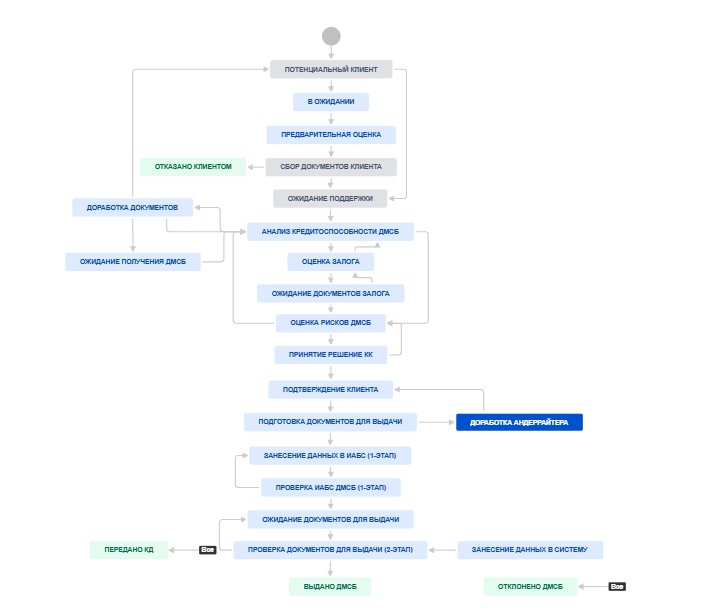 ПОТЕНЦИАЛЬНЫЙ КЛИЕНТ
В ОЖИДАНИИ
ПРЕДВАРИТЕЛЬНАЯ ОЦЕНКА
ОТКАЗАНО КЛИЕНТОМ
СБОР ДОКУМЕНТОВ КЛИЕНТА
ОЖИДАНИЕ ПОДДЕРЖКИ
ДОРАБОТКА ДОКУМЕНТОВ
АНАЛИЗ КРЕДИТОСПОСОБНОСТИ ДМСБ
ОЖИДАНИЕ ПОЛУЧЕНИЯ ДМСБ
ОЦЕНКА ЗАЛОГА
ОЖИДАНИЕ ДОКУМЕНТОВ ЗАЛОГА
ОЦЕНКА РИСКОВ ДМСБ
ПРИНЯТИЕ РЕШЕНИЕ КК
ПОДТВЕРЖДЕНИЕ КЛИЕНТА
ПОДГОТОВКА ДОКУМЕНТОВ ДЛЯ ВЫДАЧИ
ДОРАБОТКА АНДЕРРАЙТЕРА
ЗАНЕСЕНИЕ ДАННЫХ В ИАБС (1-ЭТАП)
ПРОВЕРКА ИАБС ДМСБ (1-ЭТАП)
ОЖИДАНИЕ ДОКУМЕНТОВ ДЛЯ ВЫДАЧИ
ПЕРЕДАНО КД
Все
ПРОВЕРКА ДОКУМЕНТОВ ДЛЯ ВЫДАЧИ (2-ЭТАП)
ЗАНЕСЕНИЕ ДАННЫХ В СИСТЕМУ
ВЫДАНО ДМСБ
ОТКЛОНЕНО ДМСБ
Все